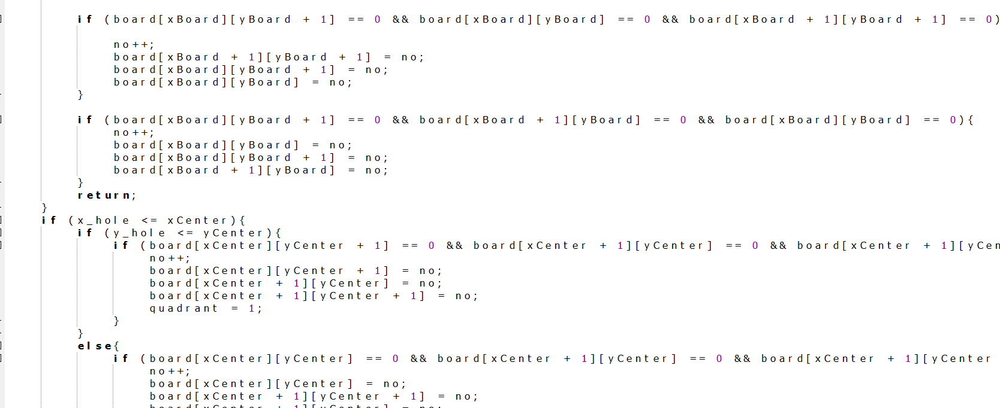 if (board[xBoard][yBoard + 1] == 0 && board[xBoard][yBoard] == 0 && board[xBoard + 1][yBoard + 1] == 0)
no++;
board[xBoard + 1][yBoard + 1] = no;
board[xBoard][yBoard + 1] = no;
board[xBoard][yBoard] = no;
}
if (board[xBoard][yBoard + 1] == 0 && board[xBoard + 1][yBoard] == 0 && board[xBoard][yBoard] == 0){
no++;
board[xBoard][yBoard] = no;
board[xBoard][yBoard + 1] = no;
board[xBoard + 1][yBoard] = no;
}
return;
}
if (x_hole <= xCenter){
if (y_hole <= yCenter){
if (board[xCenter][yCenter + 1] == 0 && board[xCenter + 1][yCenter] == 0 && board[xCenter + 1][yCen
no++;
board[xCenter][yCenter + 1] = no;
board[xCenter + 1][yCenter] = no;
board[xCenter + 1][yCenter + 1] = no;
quadrant = 1;
}
}
else{
if (board[xCenter][yCenter] == 0 && board[xCenter + 1][yCenter] == 0 && board[xCenter + 1][yCenter
no++;
board[xCenter][yCenter] = no;
board[xCenter + 1][yCenter + 1] = no;